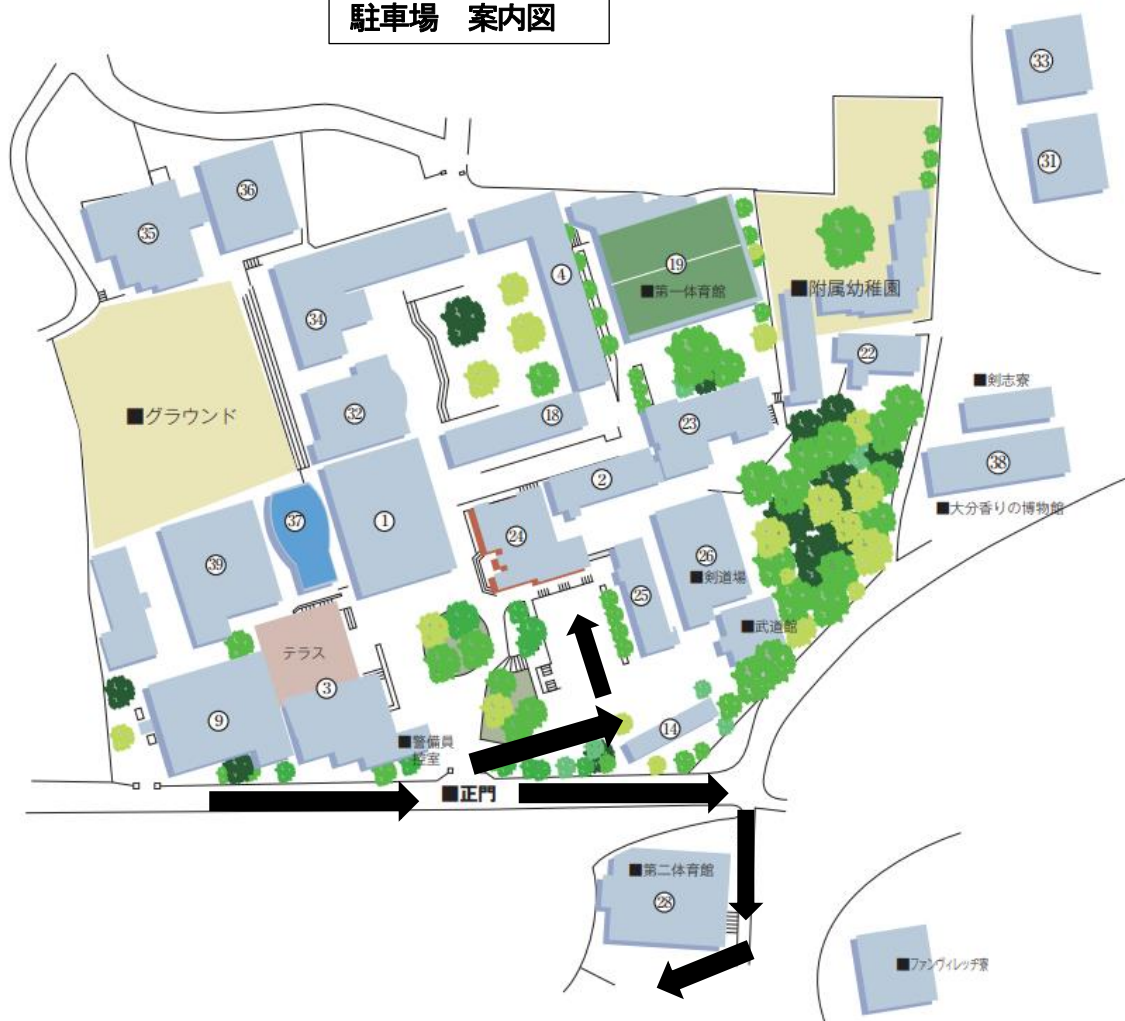 駐車場 案内図
㉝
㉛
㊱
㉟
④
⑲
■第一体育館
■附属幼稚園
㉞
㉒
■剣志寮
■グラウンド
㉜
⑱
㉓
㊳
②
■大分香りの博物館
㊲
①
㉔
㊴
㉖
■剣道場
㉕
■武道館
テラス
③
⑨
⑭
■警備員
控室
■正門
■第二体育館
㉘
■ファンヴィレッヂ寮